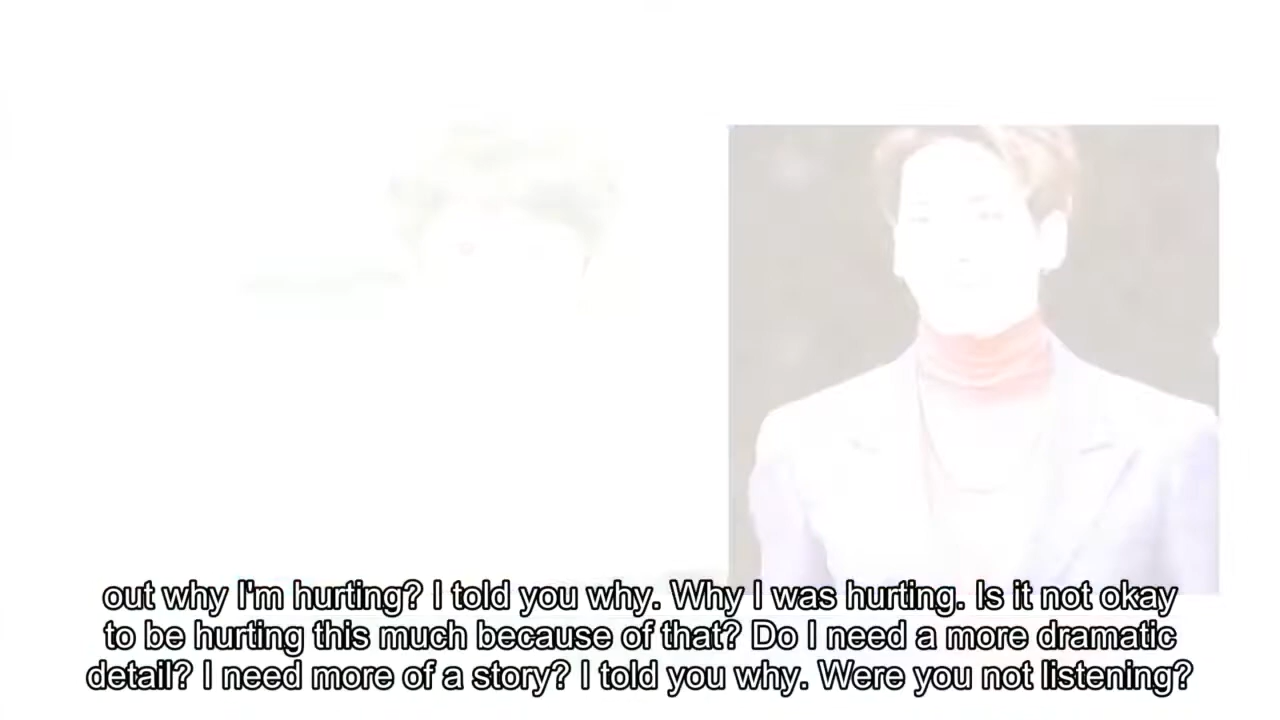 out why I'm hurting? I told you why. Why I was hurting. Is it not okay
to be hurting this much because of that? Do I need a more dramatic
detail? I need more of a story? I told you why. Were you not listening?